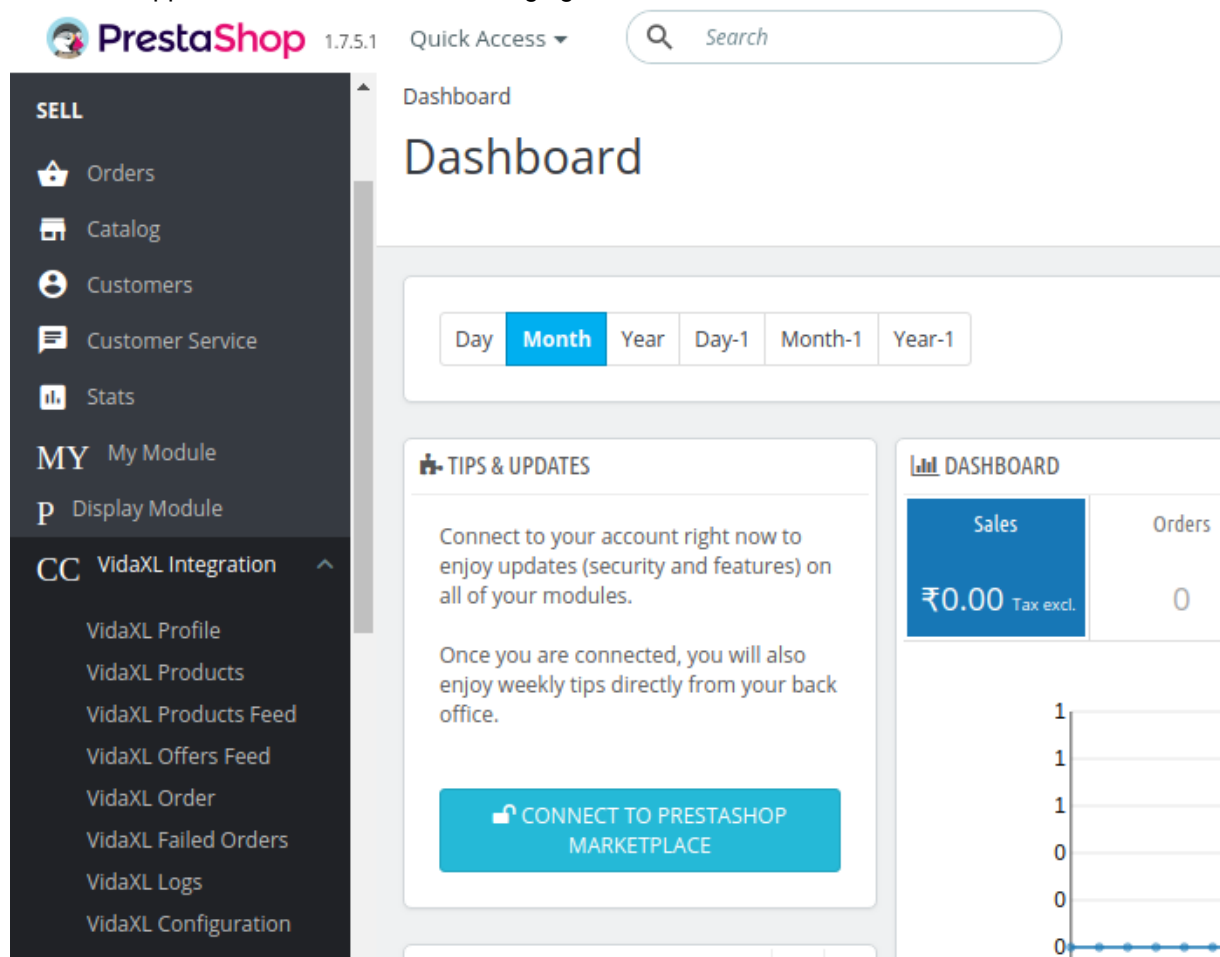 PrestaShop 1.7.5.1 Quick Access Search
SELL
Orders
Catalog
Customers
Customer Service
Stats
MY My Module
P Display Module
CC VidaXL Integration
VidaXL Profile
VidaXL Products
VidaXL Products Feed
VidaXL Offers Feed
VidaXL Order
VidaXL Failed Orders
VidaXL Logs
VidaXL Configuration
Dashboard
Dashboard
Day Month Year Day-1 Month-1 Year-1
TIPS & UPDATES
Connect to your account right now to
enjoy updates (security and features) on
all of your modules.
Once you are connected, you will also
enjoy weekly tips directly from your back
office.
CONNECT TO PRESTASHOP
MARKETPLACE
DASHBOARD
Sales Orders
₹0.00 Tax excl. 0
1
1
1
0
0
0